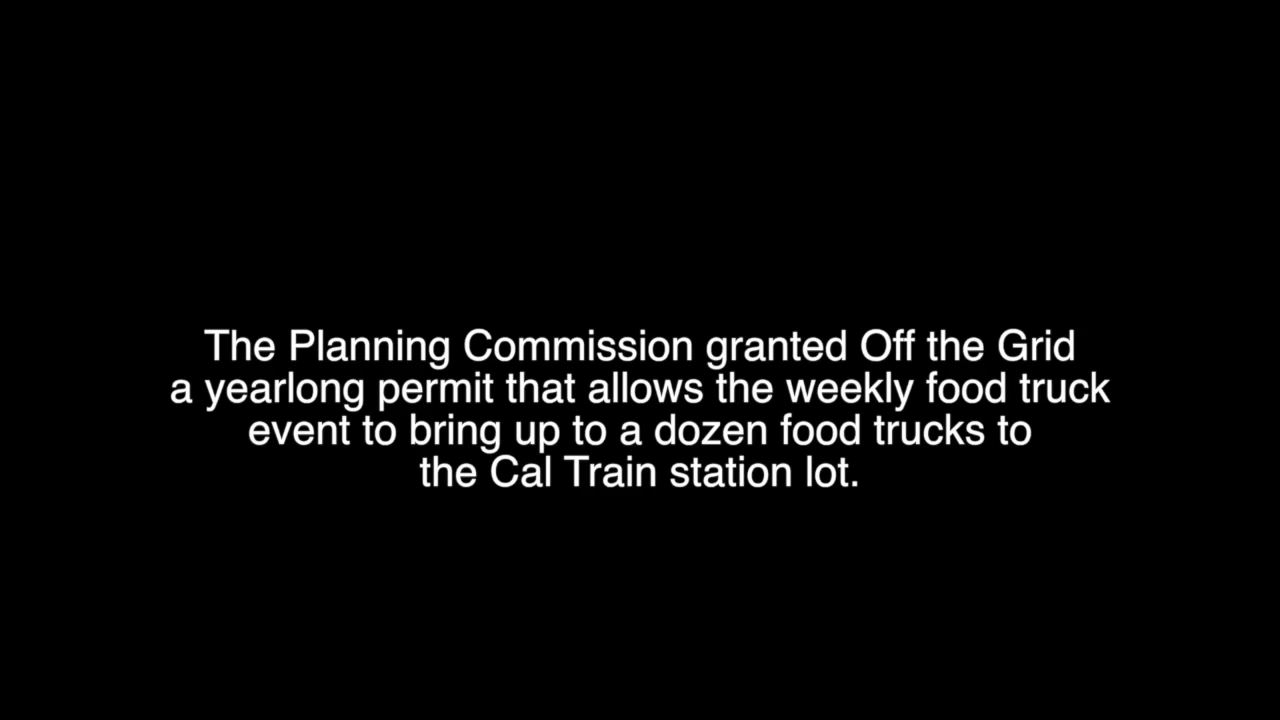 The Planning Commission granted Off the Grid
a yearlong permit that allows the weekly food truck
event to bring up to a dozen food trucks to
the Cal Train station lot.